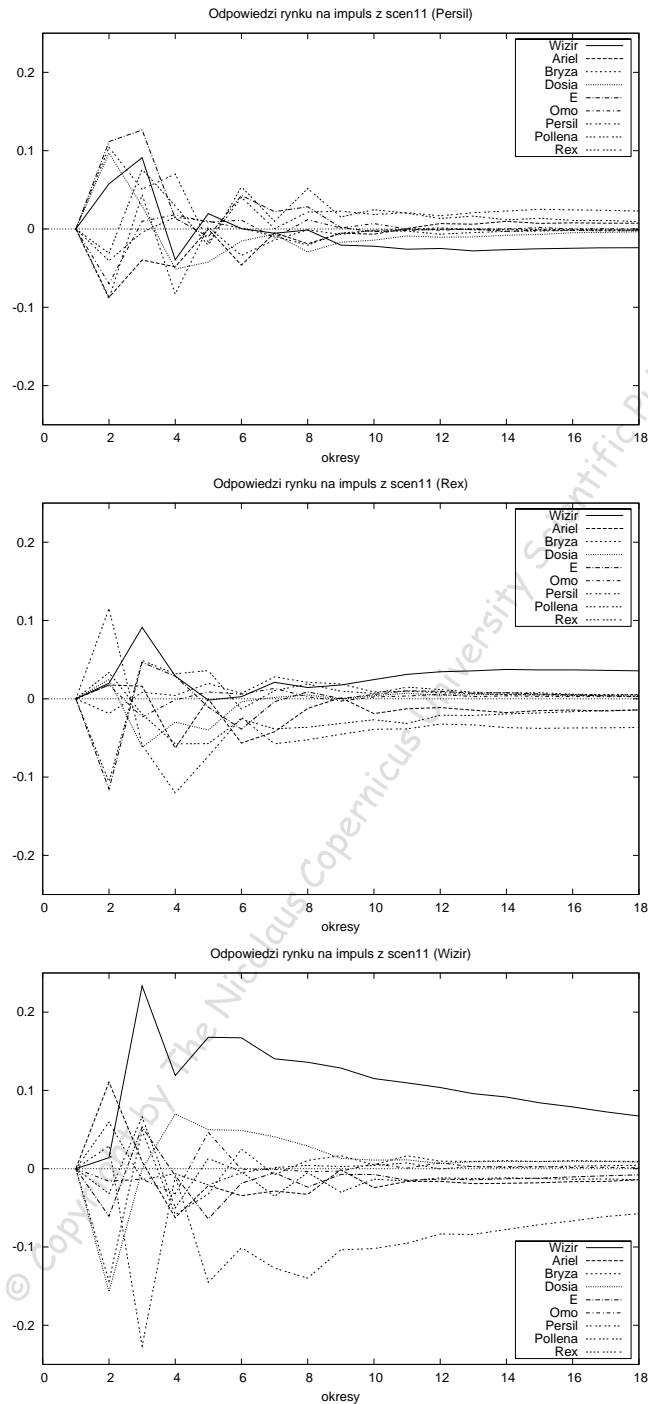 Odpowiedzi rynku na impuls z scen11 (Persil)
0.2
0.1
0
-0.1
-0.2
0 2 4 6 8 10 12 14 16 18
okresy
Wizir
Ariel
Bryza
Dosia
E
Omo
Persil
Pollena
Rex
Odpowiedzi rynku na impuls z scen11 (Rex)
0.2
0.1
0
-0.1
-0.2
0 2 4 6 8 10 12 14 16 18
okresy
Wizir
Ariel
Bryza
Dosia
E
Omo
Persil
Pollena
Rex
Odpowiedzi rynku na impuls z scen11 (Wizir)
0.2
0.1
0
-0.1
-0.2
0 2 4 6 8 10 12 14 16 18
okresy
Wizir
Ariel
Bryza
Dosia
E
Omo
Persil
Pollena
Rex
© Copyright by The Nicolaus Copernicus University Scientific